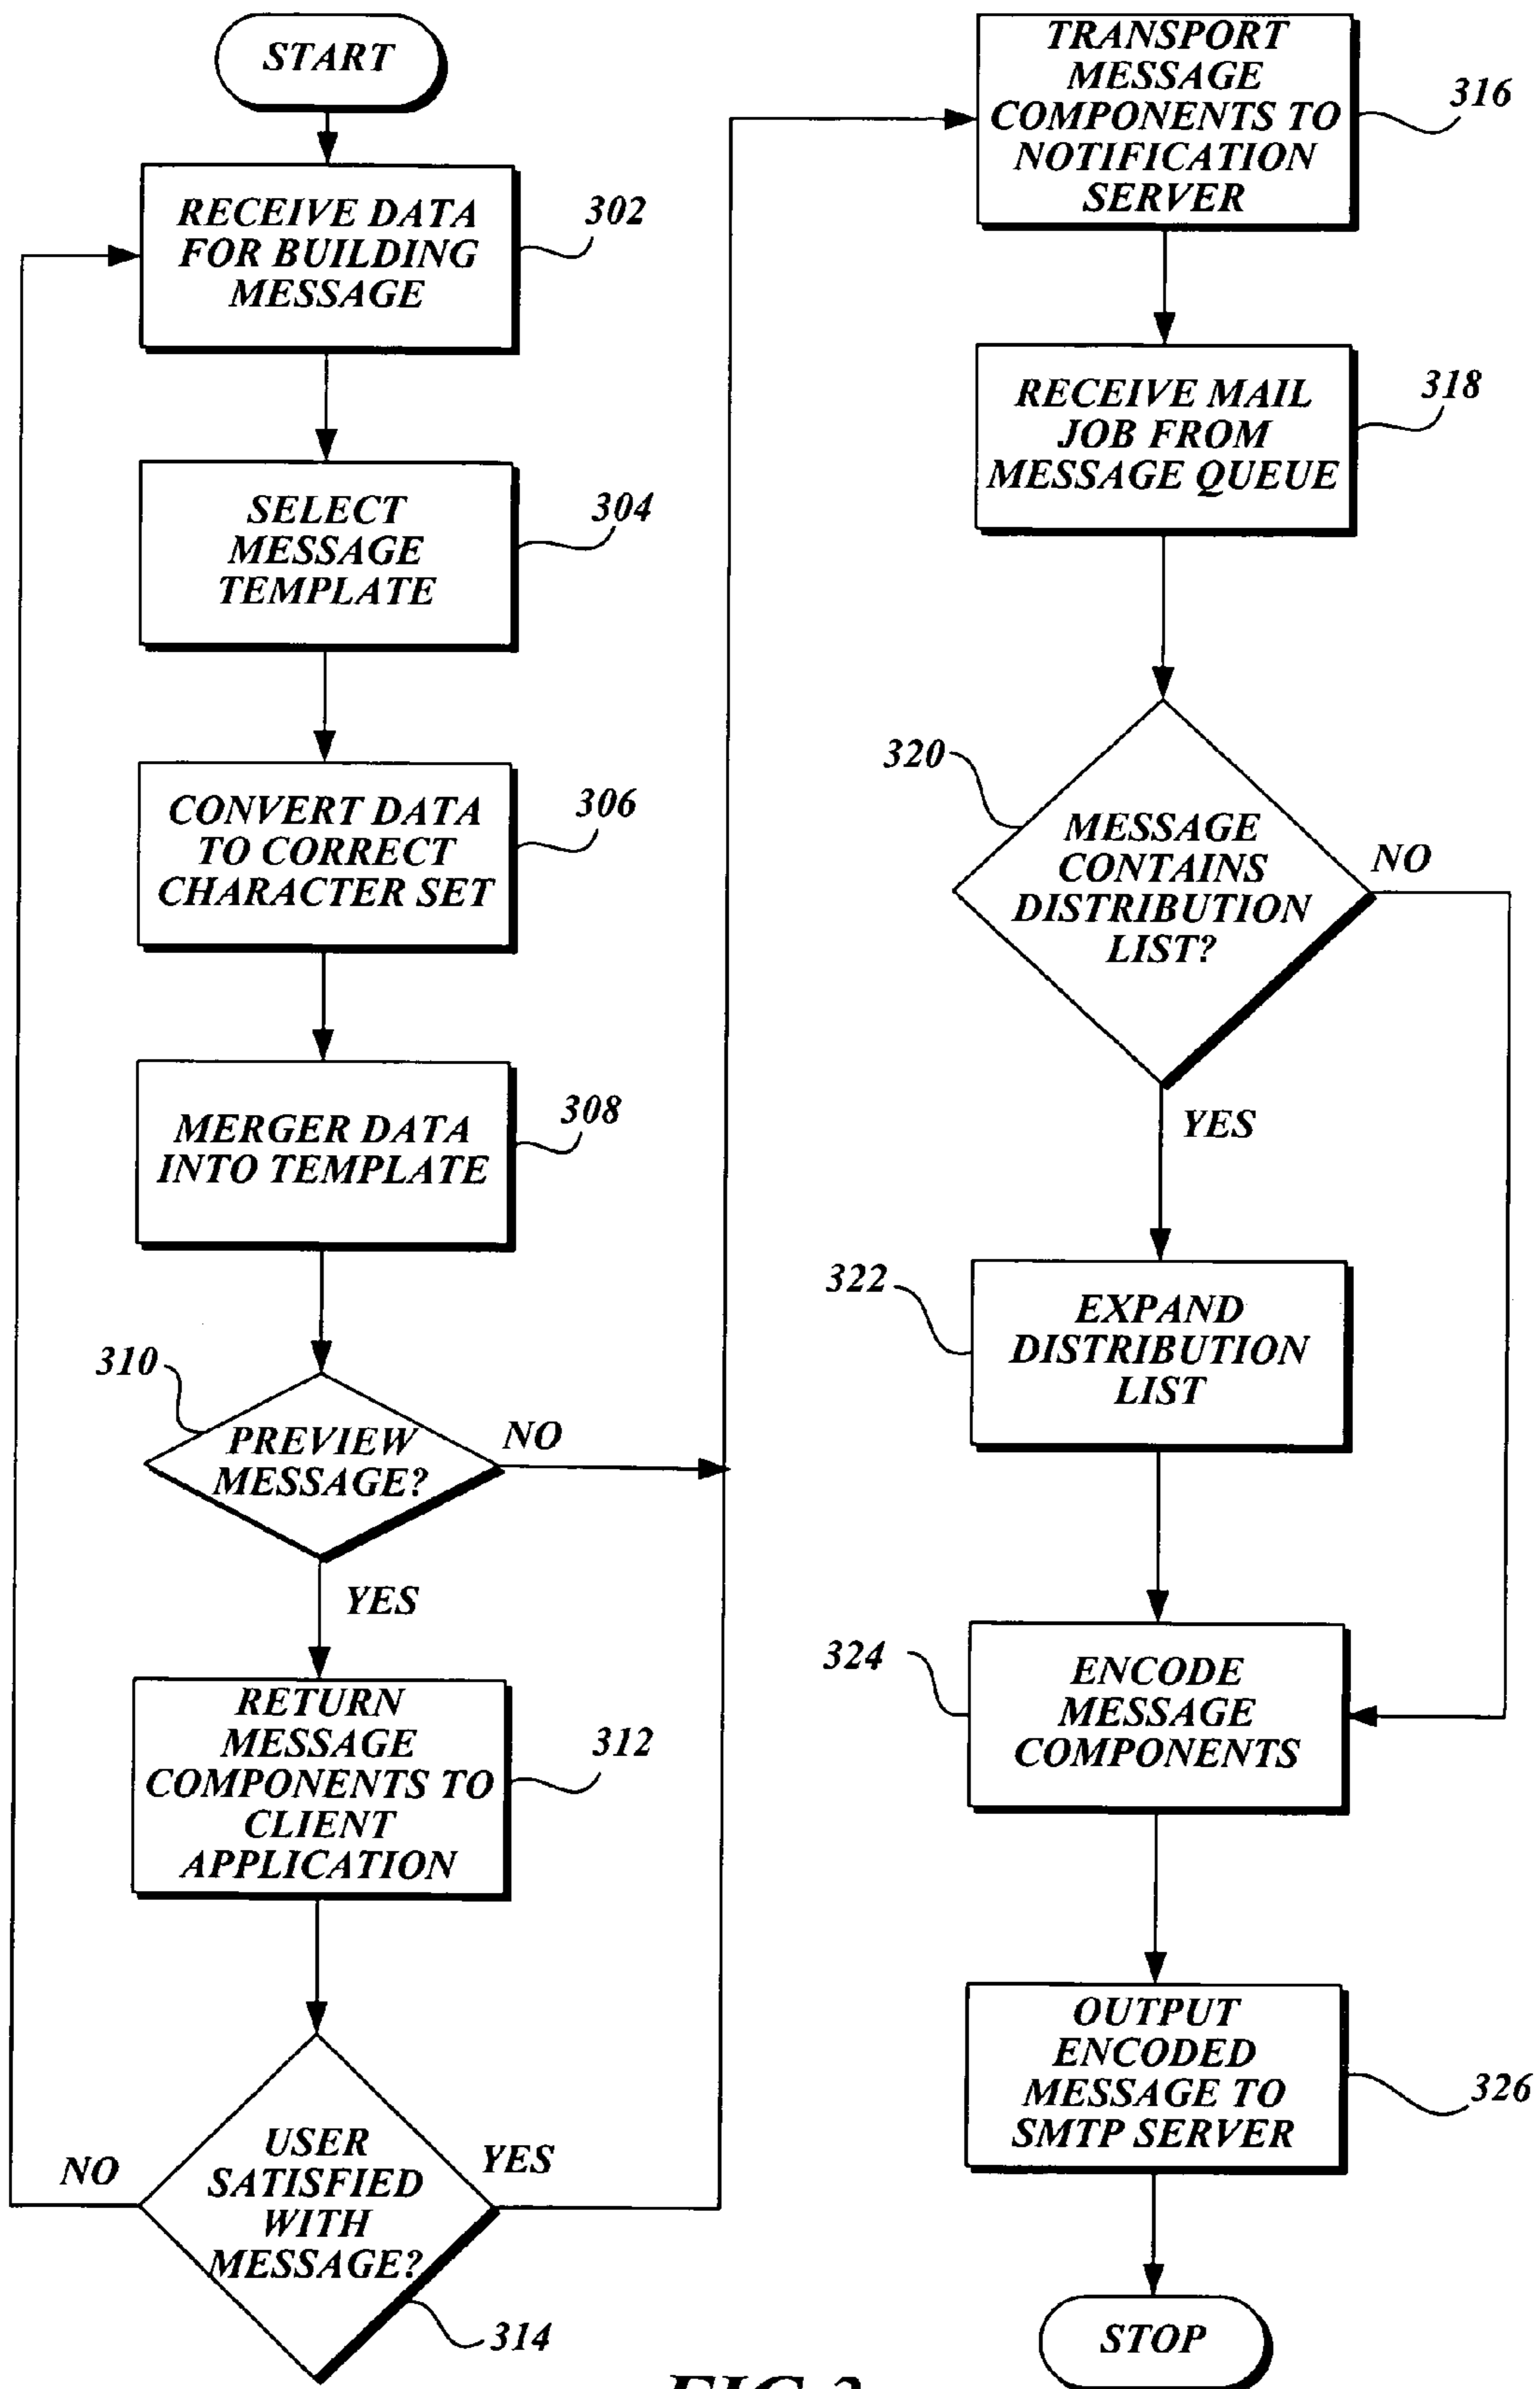 START
RECEIVE DATA
FOR BUILDING
MESSAGE
302
SELECT
MESSAGE
TEMPLATE
304
CONVERT DATA
TO CORRECT
CHARACTER SET
306
MERGER DATA
INTO TEMPLATE
308
310
PREVIEW
MESSAGE?
NO
YES
RETURN
MESSAGE
COMPONENTS TO
CLIENT
APPLICATION
312
USER
SATISFIED
WITH
MESSAGE?
NO
YES
314
TRANSPORT
MESSAGE
COMPONENTS TO
NOTIFICATION
SERVER
316
RECEIVE MAIL
JOB FROM
MESSAGE QUEUE
318
320
MESSAGE
CONTAINS
DISTRIBUTION
LIST?
NO
YES
322
EXPAND
DISTRIBUTION
LIST
324
ENCODE
MESSAGE
COMPONENTS
OUTPUT
ENCODED
MESSAGE TO
SMTP SERVER
326
STOP